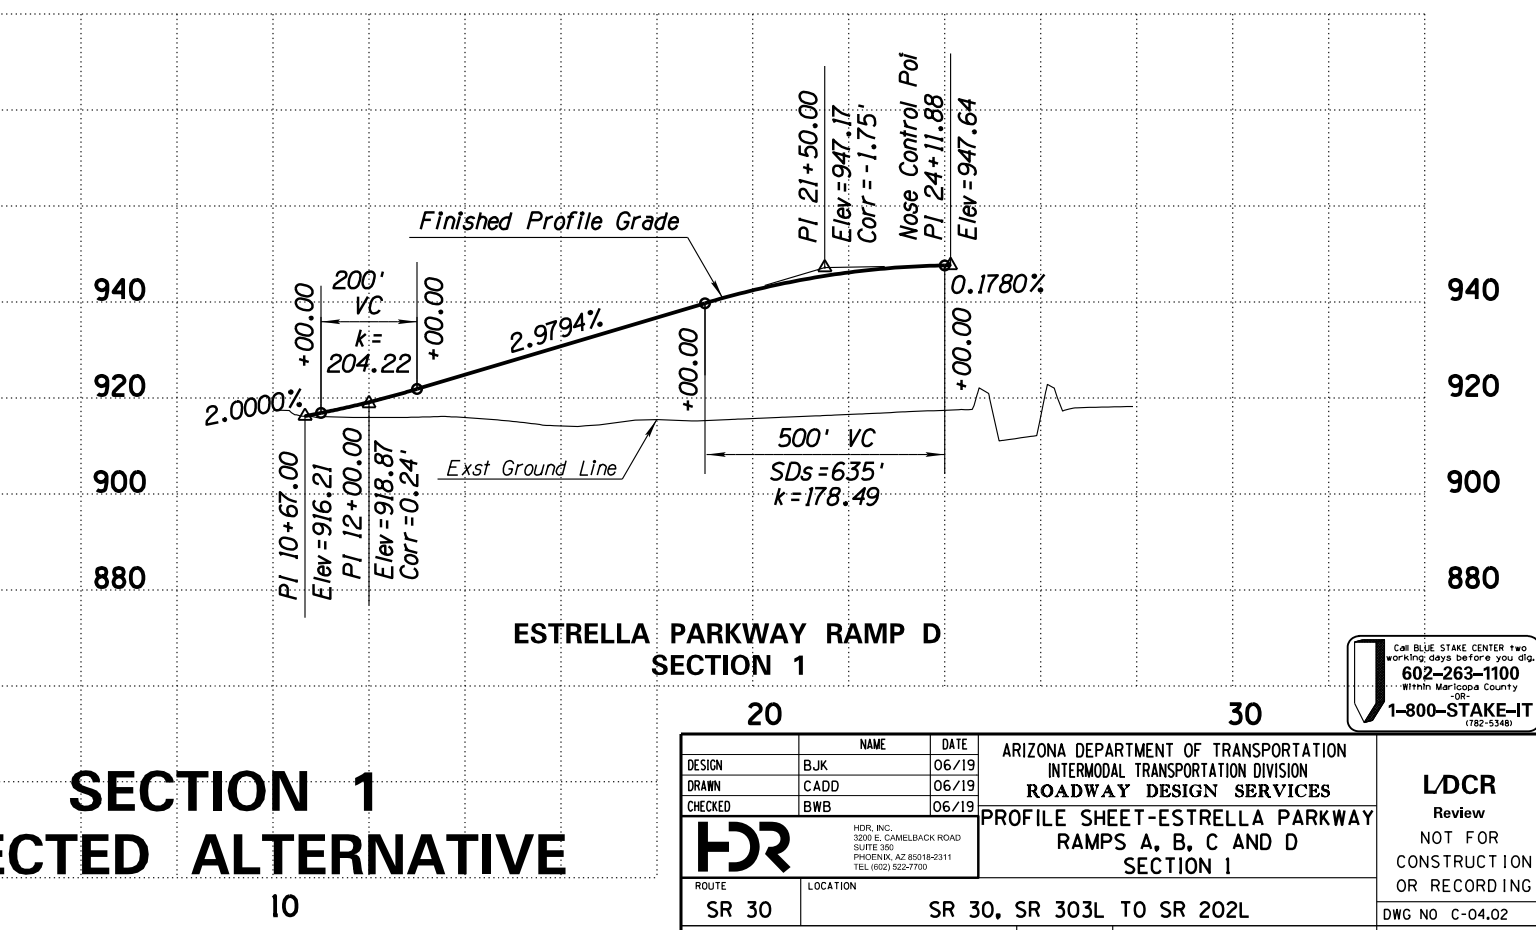 PI 21+50.00
Elev=947.17
Corr=-1.75'
Nose Control Poi
PI 24+11.88
Elev=947.64
Finished Profile Grade
940
+00.00
200'
VC
k=
204.22
+00.00
2.9794%
+00.00
0.1780%
+00.00
940
920
2.0000%
920
PI 10+67.00
Elev=916.21
PI 12+00.00
Elev=918.87
Corr=0.24'
Exst Ground Line
500' VC
SDs=635'
k=178.49
900
900
880
880
ESTRELLA PARKWAY RAMP D
SECTION 1
20
30
Call BLUE STAKE CENTER two
working days before you dig.
602-263-1100
Within Maricopa County
-OR-
1-800-STAKE-IT
(782-5348)
SECTION 1
ECTED ALTERNATIVE
10
NAME DATE
DESIGN BJK 06/19
DRAWN CADD 06/19
CHECKED BWB 06/19
HDR
HDR, INC.
3200 E. CAMELBACK ROAD
SUITE 350
PHOENIX, AZ 85018-2311
TEL (602) 522-7700
ARIZONA DEPARTMENT OF TRANSPORTATION
INTERMODAL TRANSPORTATION DIVISION
ROADWAY DESIGN SERVICES
PROFILE SHEET-ESTRELLA PARKWAY
RAMPS A, B, C AND D
SECTION 1
L/DCR
Review
NOT FOR
CONSTRUCTION
OR RECORDING
ROUTE
SR 30
LOCATION
SR 30, SR 303L TO SR 202L
DWG NO C-04.02